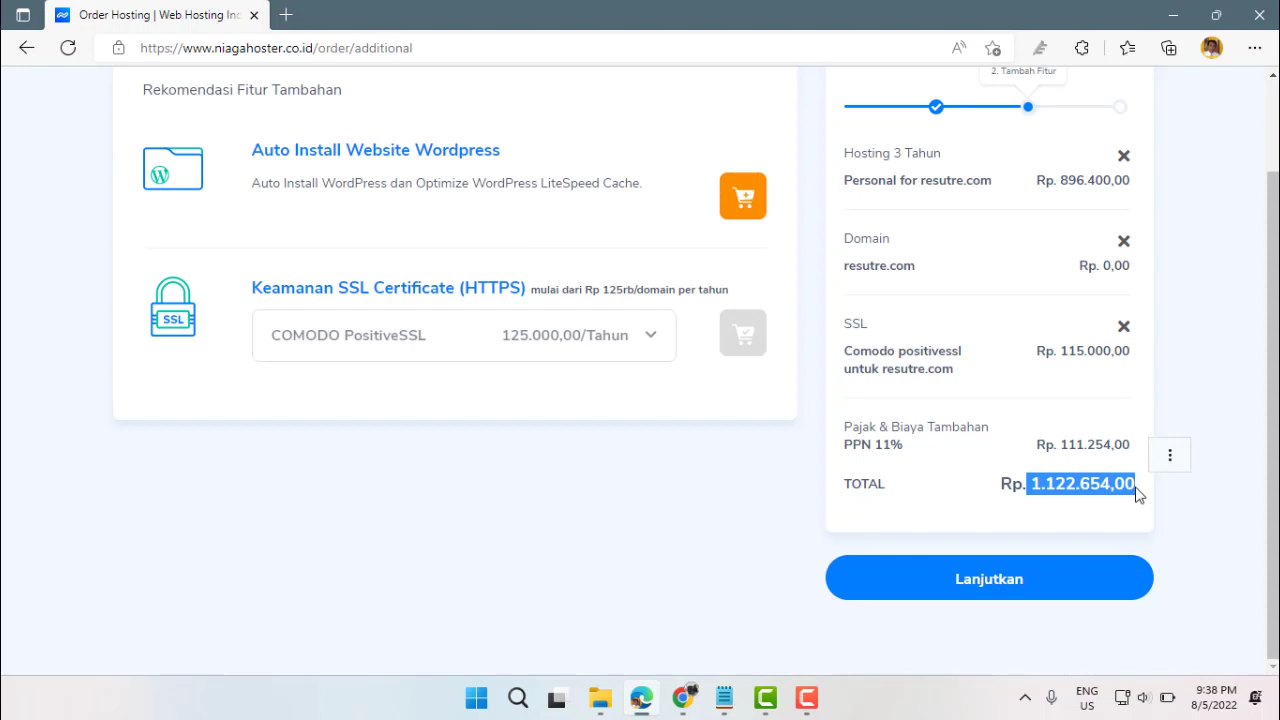 Order Hosting | Web Hosting Ind
https://www.niagahoster.co.id/order/additional
Rekomendasi Fitur Tambahan
Auto Install Website Wordpress
Auto Install WordPress dan Optimize WordPress LiteSpeed Cache.
SSL
Keamanan SSL Certificate (HTTPS) mulai dari Rp 125rb/domain per tahun
COMODO PositiveSSL 125.000,00/Tahun
2. Tambah Fitur
Hosting 3 Tahun
Personal for resutre.com Rp. 896.400,00
Domain
resutre.com Rp. 0,00
SSL
Comodo positivessl Rp. 115.000,00
untuk resutre.com
Pajak & Biaya Tambahan
PPN 11% Rp. 111.254,00
TOTAL Rp. 1.122.654,00
Lanjutkan
ENG
US
9:38 PM
8/5/2022